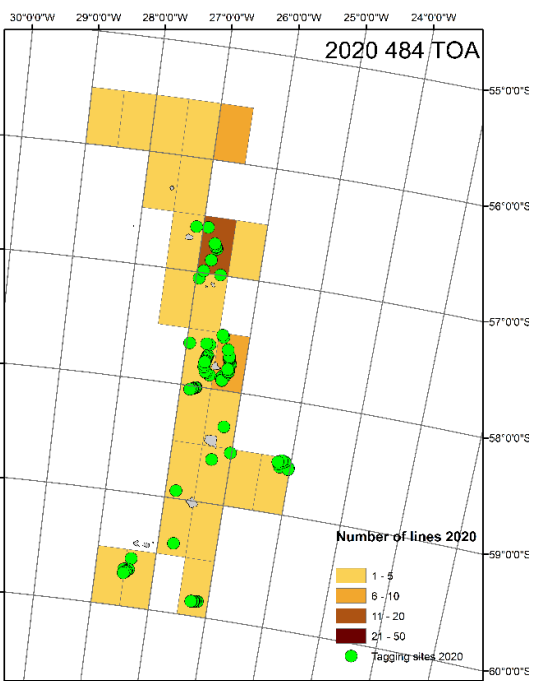 30°0'0"W 29°0'0"W 28°0'0"W 27°0'0"W 26°0'0"W 25°0'0"W 24°0'0"W
2020 484 TOA
55°0'0"S
56°0'0"S
57°0'0"S
58°0'0"S
59°0'0"S
60°0'0"S
Number of lines 2020
1 - 5
6 - 10
11 - 20
21 - 50
Tagging sites 2020